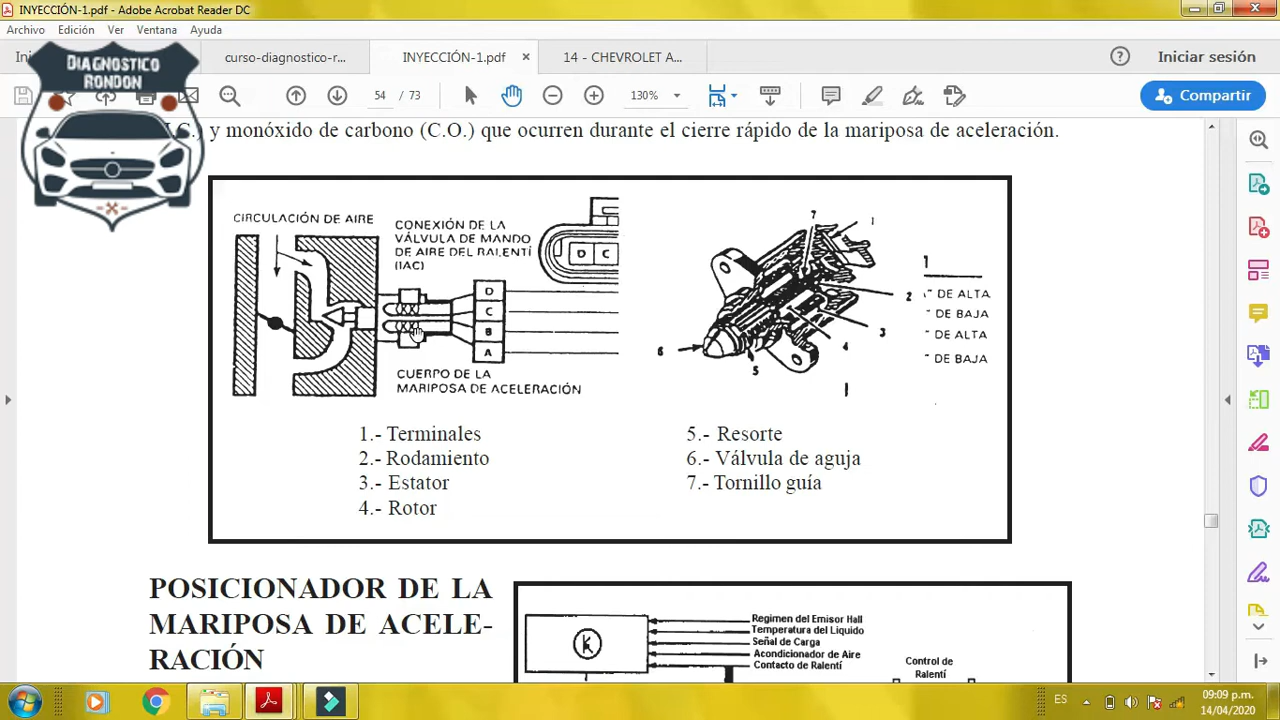 INYECCIÓN-1.pdf - Adobe Acrobat Reader DC
Archivo Edición Ver Ventana Ayuda
curso-diagnostico-r...
INYECCIÓN-1.pdf
14 - CHEVROLET A...
Iniciar sesión
DIAGNOSTICO
RONDON
54 / 73
130%
Compartir
y monóxido de carbono (C.O.) que ocurren durante el cierre rápido de la mariposa de aceleración.
CIRCULACIÓN DE AIRE
CONEXIÓN DE LA
VÁLVULA DE MANDO
DE AIRE DEL RALENTÍ
(IAC)
D C
D
C
B
A
CUERPO DE LA
MARIPOSA DE ACELERACIÓN
7
1
2
3
4
5
6
DE ALTA
DE BAJA
DE ALTA
DE BAJA
1.- Terminales
2.- Rodamiento
3.- Estator
4.- Rotor
5.- Resorte
6.- Válvula de aguja
7.- Tornillo guía
POSICIONADOR DE LA
MARIPOSA DE ACELE-
RACIÓN
K
Regimen del Emisor Hall
Temperatura del Liquido
Señal de Carga
Acondicionador de Aire
Contacto de Ralentí
Control de
Ralentí
ES
09:09 p.m.
14/04/2020